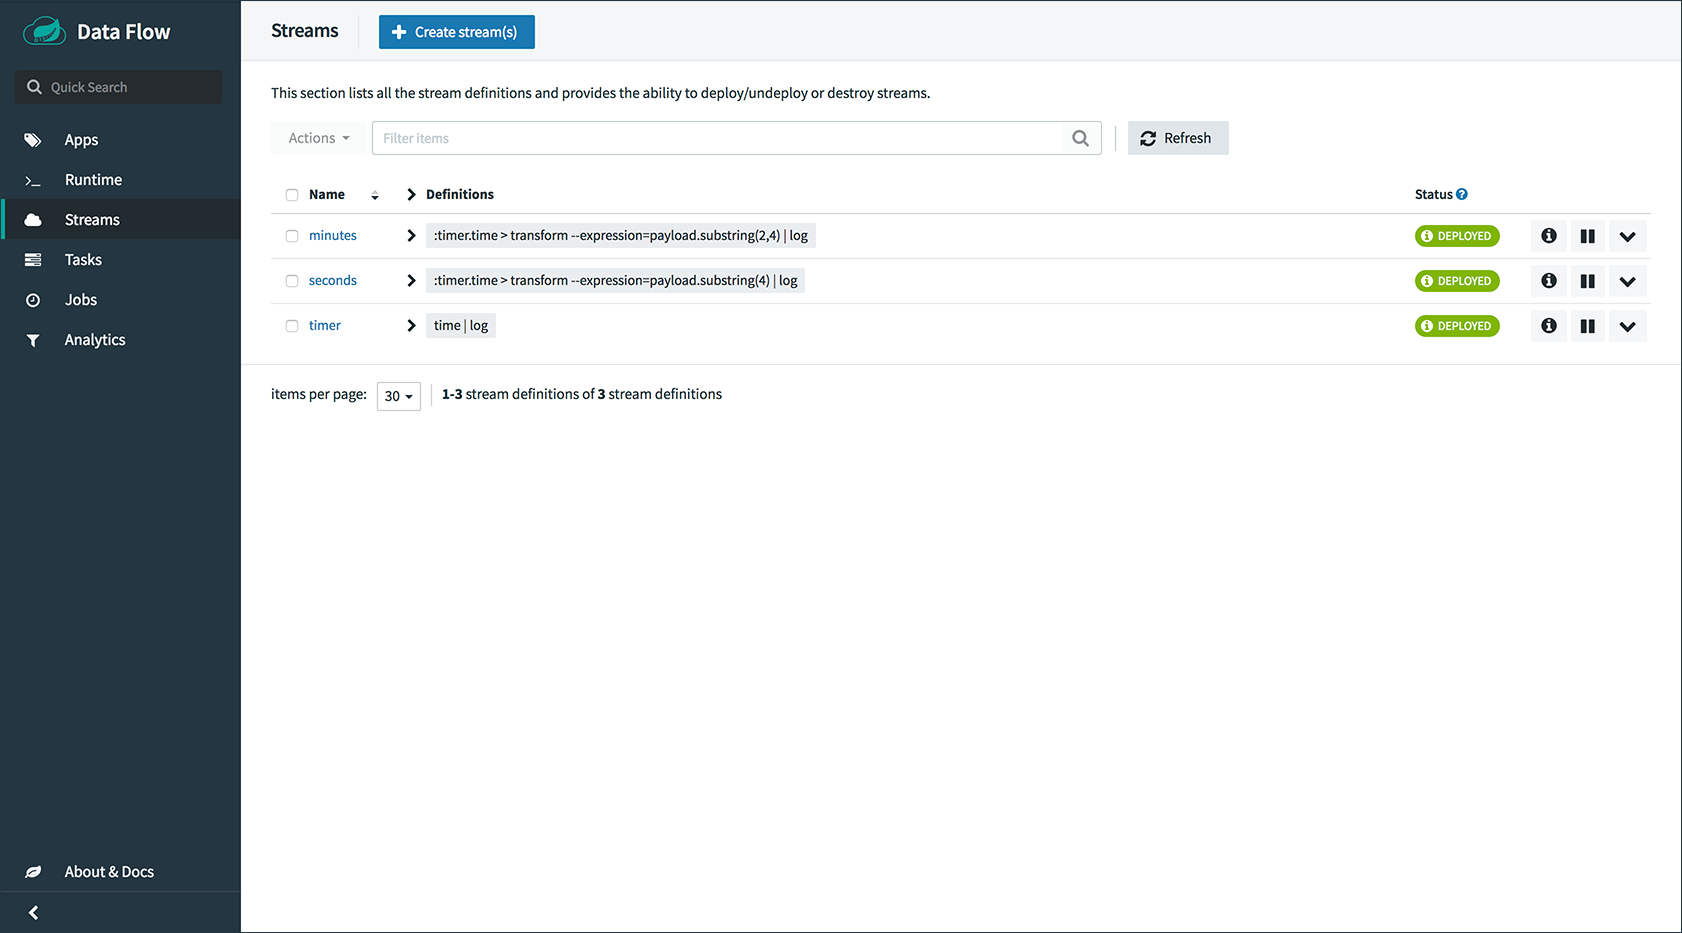 Data Flow
Streams
Create stream(s)
Quick Search
This section lists all the stream definitions and provides the ability to deploy/undeploy or destroy streams.
Actions
Filter items
Refresh
Apps
Runtime
Streams
Tasks
Jobs
Analytics
Name Definitions Status
minutes :timer.time > transform --expression=payload.substring(2,4) | log DEPLOYED
seconds :timer.time > transform --expression=payload.substring(4) | log DEPLOYED
timer time | log DEPLOYED
items per page: 30 1-3 stream definitions of 3 stream definitions
About & Docs